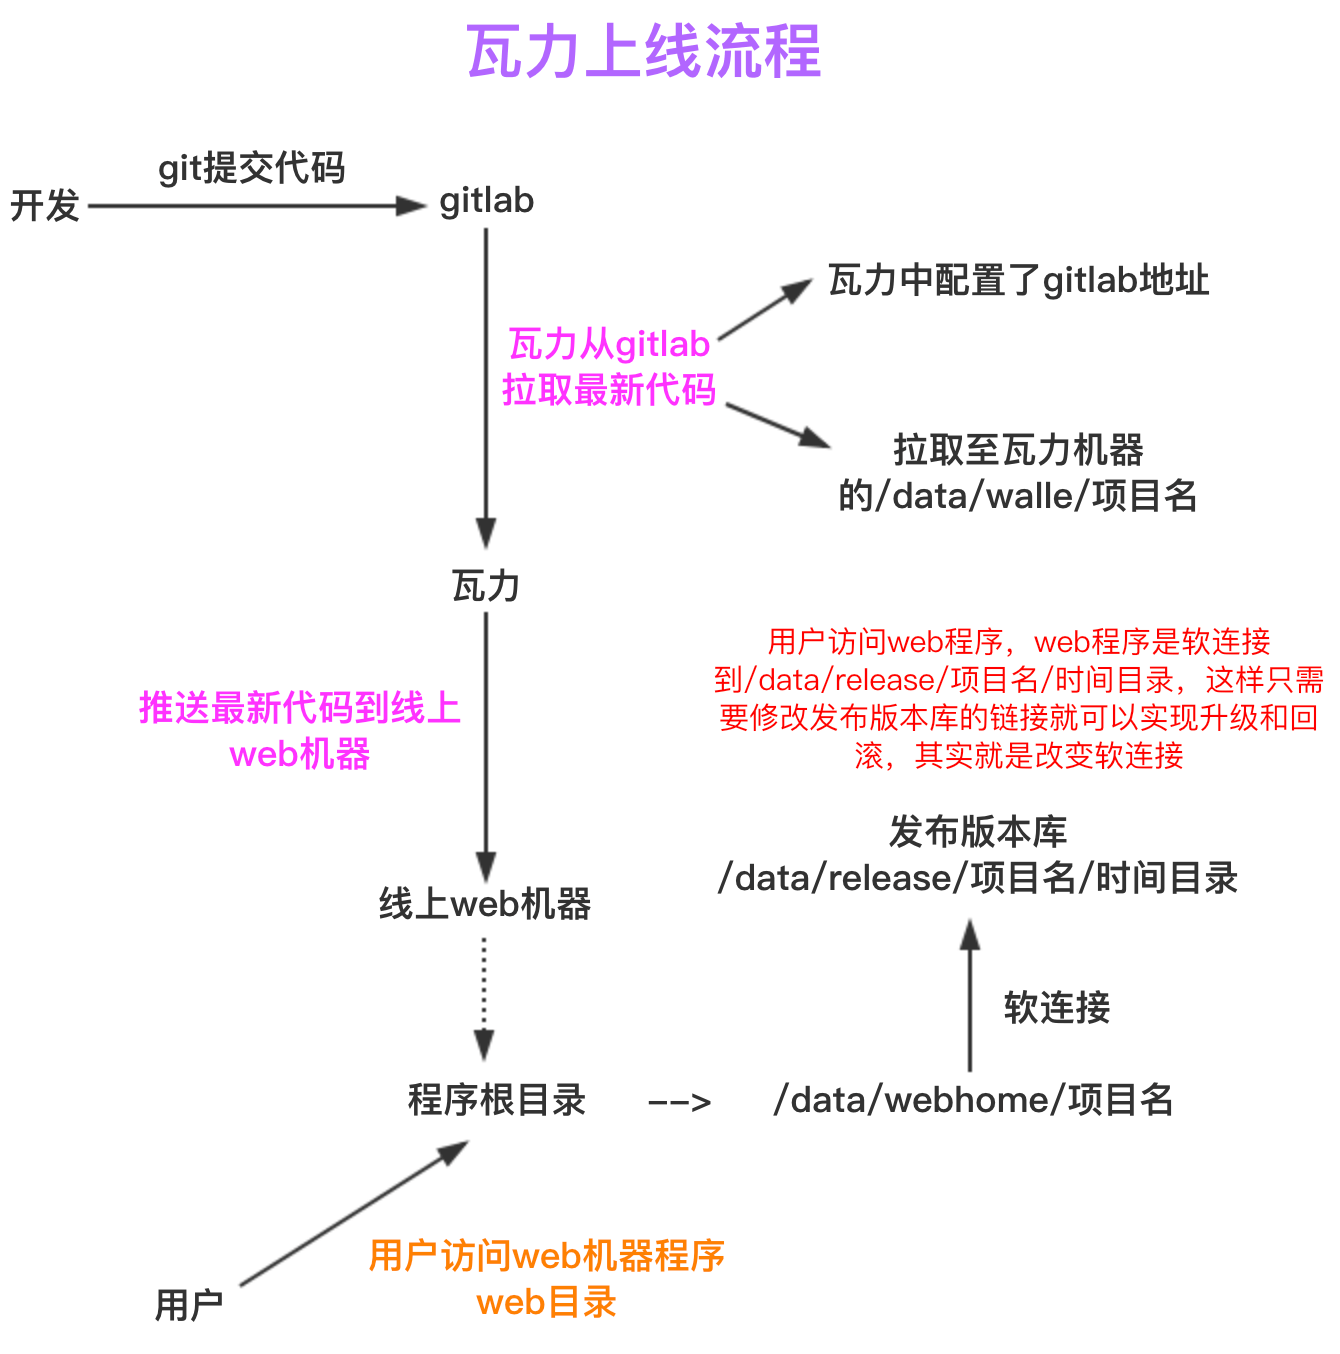 瓦力上线流程
git提交代码
开发
gitlab
瓦力中配置了gitlab地址
瓦力从gitlab
拉取最新代码
拉取至瓦力机器
的/data/walle/项目名
瓦力
用户访问web程序，web程序是软连接
到/data/release/项目名/时间目录，这样只需
要修改发布版本库的链接就可以实现升级和回
滚，其实就是改变软连接
推送最新代码到线上
web机器
发布版本库
/data/release/项目名/时间目录
线上web机器
软连接
程序根目录
-->
/data/webhome/项目名
用户访问web机器程序
web目录
用户